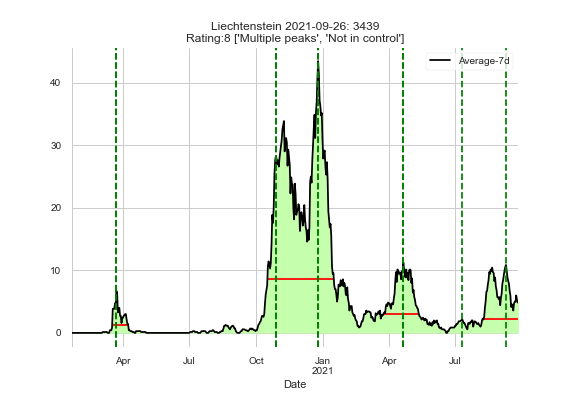 Liechtenstein 2021-09-26: 3439
Rating:8 ['Multiple peaks', 'Not in control']
Average-7d
40
30
20
10
0
Apr
Jul
Oct
Jan
2021
Apr
Jul
Date